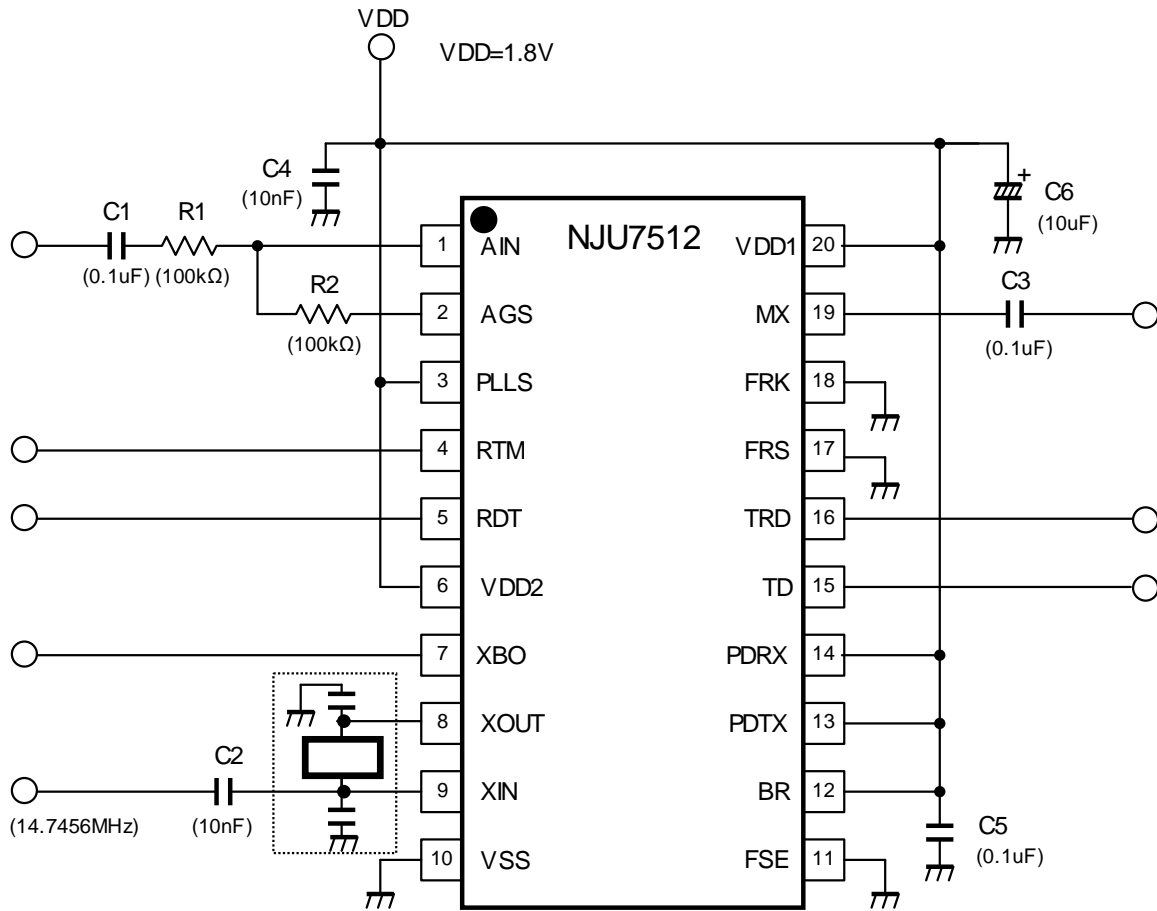 VDD
VDD=1.8V
C4
(10nF)
C6
(10uF)
+
C1
R1
(0.1uF)
(100kΩ)
R2
(100kΩ)
NJU7512
1
AIN
2
AGS
3
PLLS
4
RTM
5
RDT
6
VDD2
7
XBO
8
XOUT
9
XIN
10
VSS
VDD1
20
MX
19
FRK
18
FRS
17
TRD
16
TD
15
PDRX
14
PDTX
13
BR
12
FSE
11
C3
(0.1uF)
C2
(10nF)
(14.7456MHz)
C5
(0.1uF)